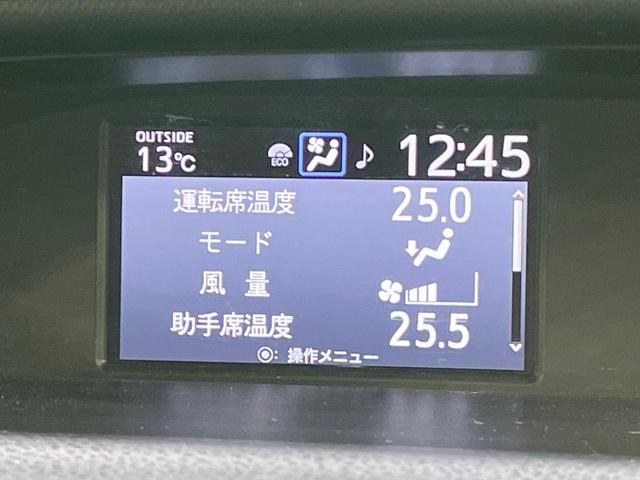 OUTSIDE
13℃ ECO 12:45
運転席温度 25.0
モード
風量
助手席温度 25.5
: 操作メニュー